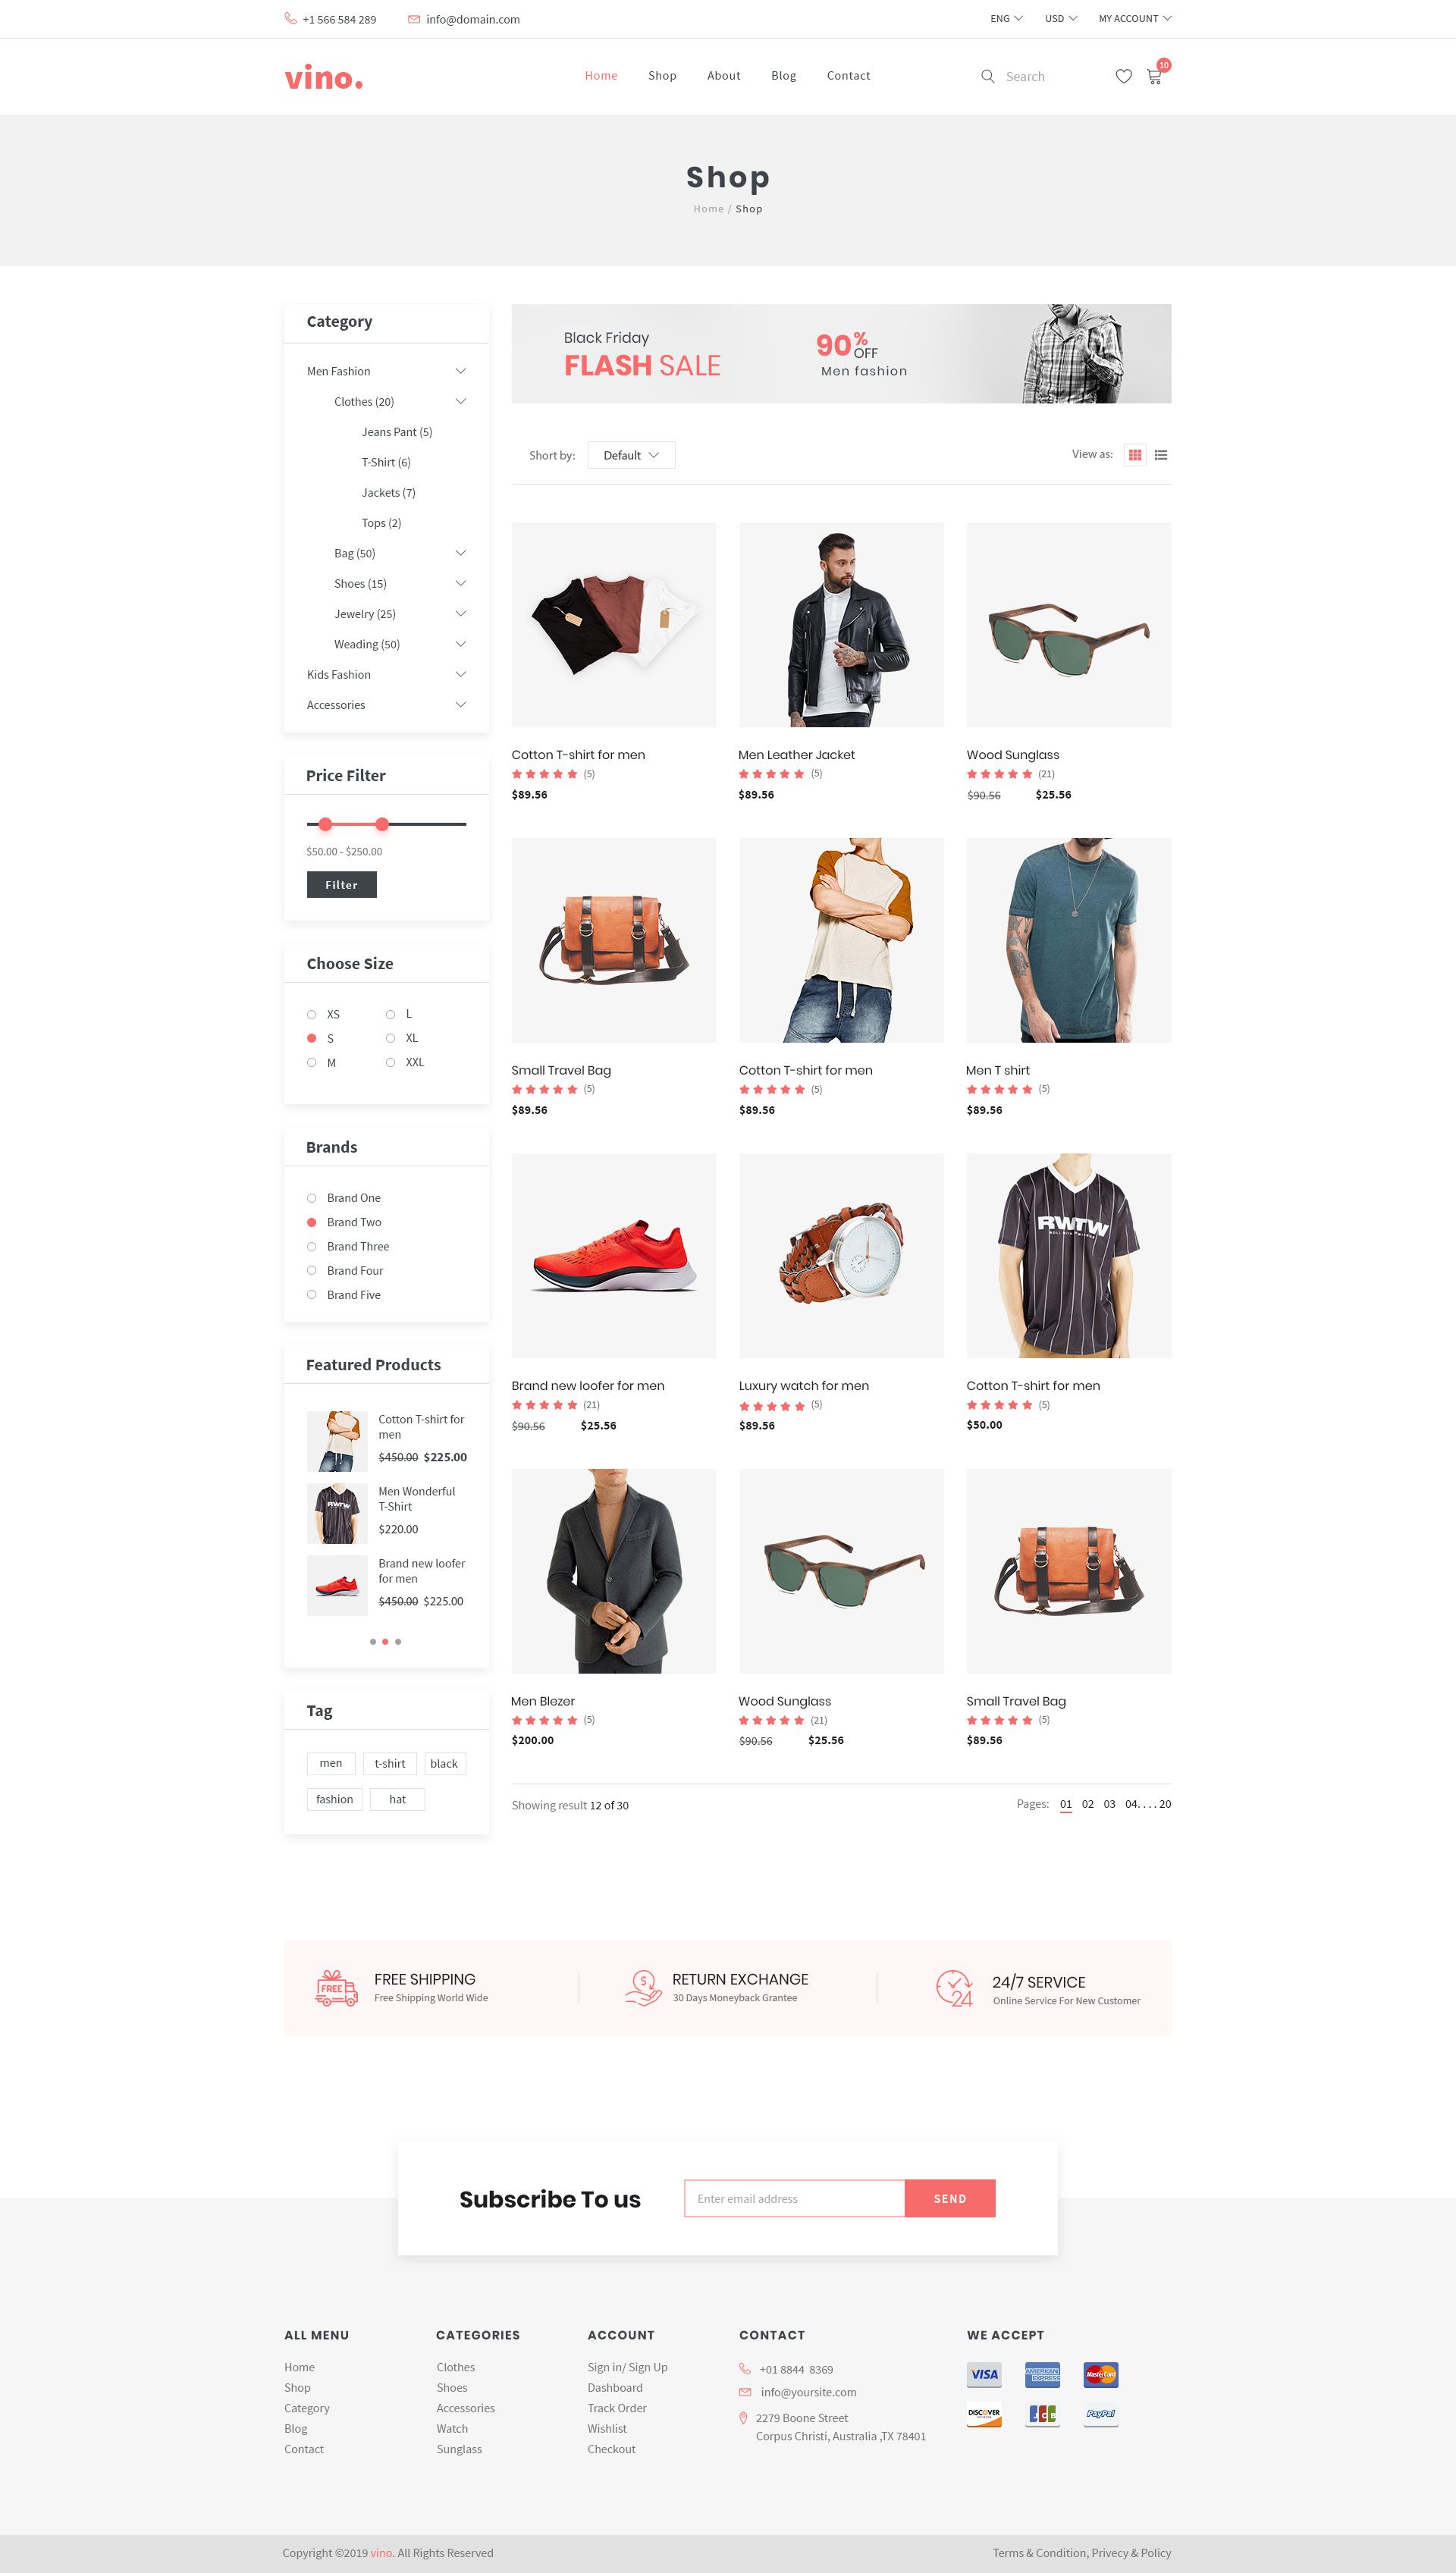 +1 566 584 289 info@domain.com ENG USD MY ACCOUNT
vino. Home Shop About Blog Contact Search 10
Shop
Home / Shop
Category
Men Fashion
Clothes (20)
Jeans Pant (5)
T-Shirt (6)
Jackets (7)
Tops (2)
Bag (50)
Shoes (15)
Jewelry (25)
Weading (50)
Kids Fashion
Accessories
Price Filter
$50.00 - $250.00
Filter
Choose Size
XS L
S XL
M XXL
Brands
Brand One
Brand Two
Brand Three
Brand Four
Brand Five
Featured Products
Cotton T-shirt for
men
$450.00 $225.00
RWTW
Men Wonderful
T-Shirt
$220.00
Brand new loofer
for men
$450.00 $225.00
Tag
men t-shirt black
fashion hat
Black Friday
FLASH SALE
90% OFF
Men fashion
Short by: Default View as:
Cotton T-shirt for men Men Leather Jacket Wood Sunglass
(5) (5) (21)
$89.56 $89.56 $90.56 $25.56
Small Travel Bag Cotton T-shirt for men Men T shirt
(5) (5) (5)
$89.56 $89.56 $89.56
RWTW
Brand new loofer for men Luxury watch for men Cotton T-shirt for men
(21) (5) (5)
$90.56 $25.56 $89.56 $50.00
Men Blezer Wood Sunglass Small Travel Bag
(5) (21) (5)
$200.00 $90.56 $25.56 $89.56
Showing result 12 of 30 Pages: 01 02 03 04. . . . 20
FREE FREE SHIPPING
Free Shipping World Wide
$ RETURN EXCHANGE
30 Days Moneyback Grantee
24 24/7 SERVICE
Online Service For New Customer
Subscribe To us Enter email address SEND
ALL MENU
Home
Shop
Category
Blog
Contact
CATEGORIES
Clothes
Shoes
Accessories
Watch
Sunglass
ACCOUNT
Sign in/ Sign Up
Dashboard
Track Order
Wishlist
Checkout
CONTACT
+01 8844 8369
info@yoursite.com
2279 Boone Street
Corpus Christi, Australia ,TX 78401
WE ACCEPT
VISA AMERICAN EXPRESS MasterCard
DISCOVER JCB PayPal
Copyright ©2019 vino. All Rights Reserved Terms & Condition, Privecy & Policy